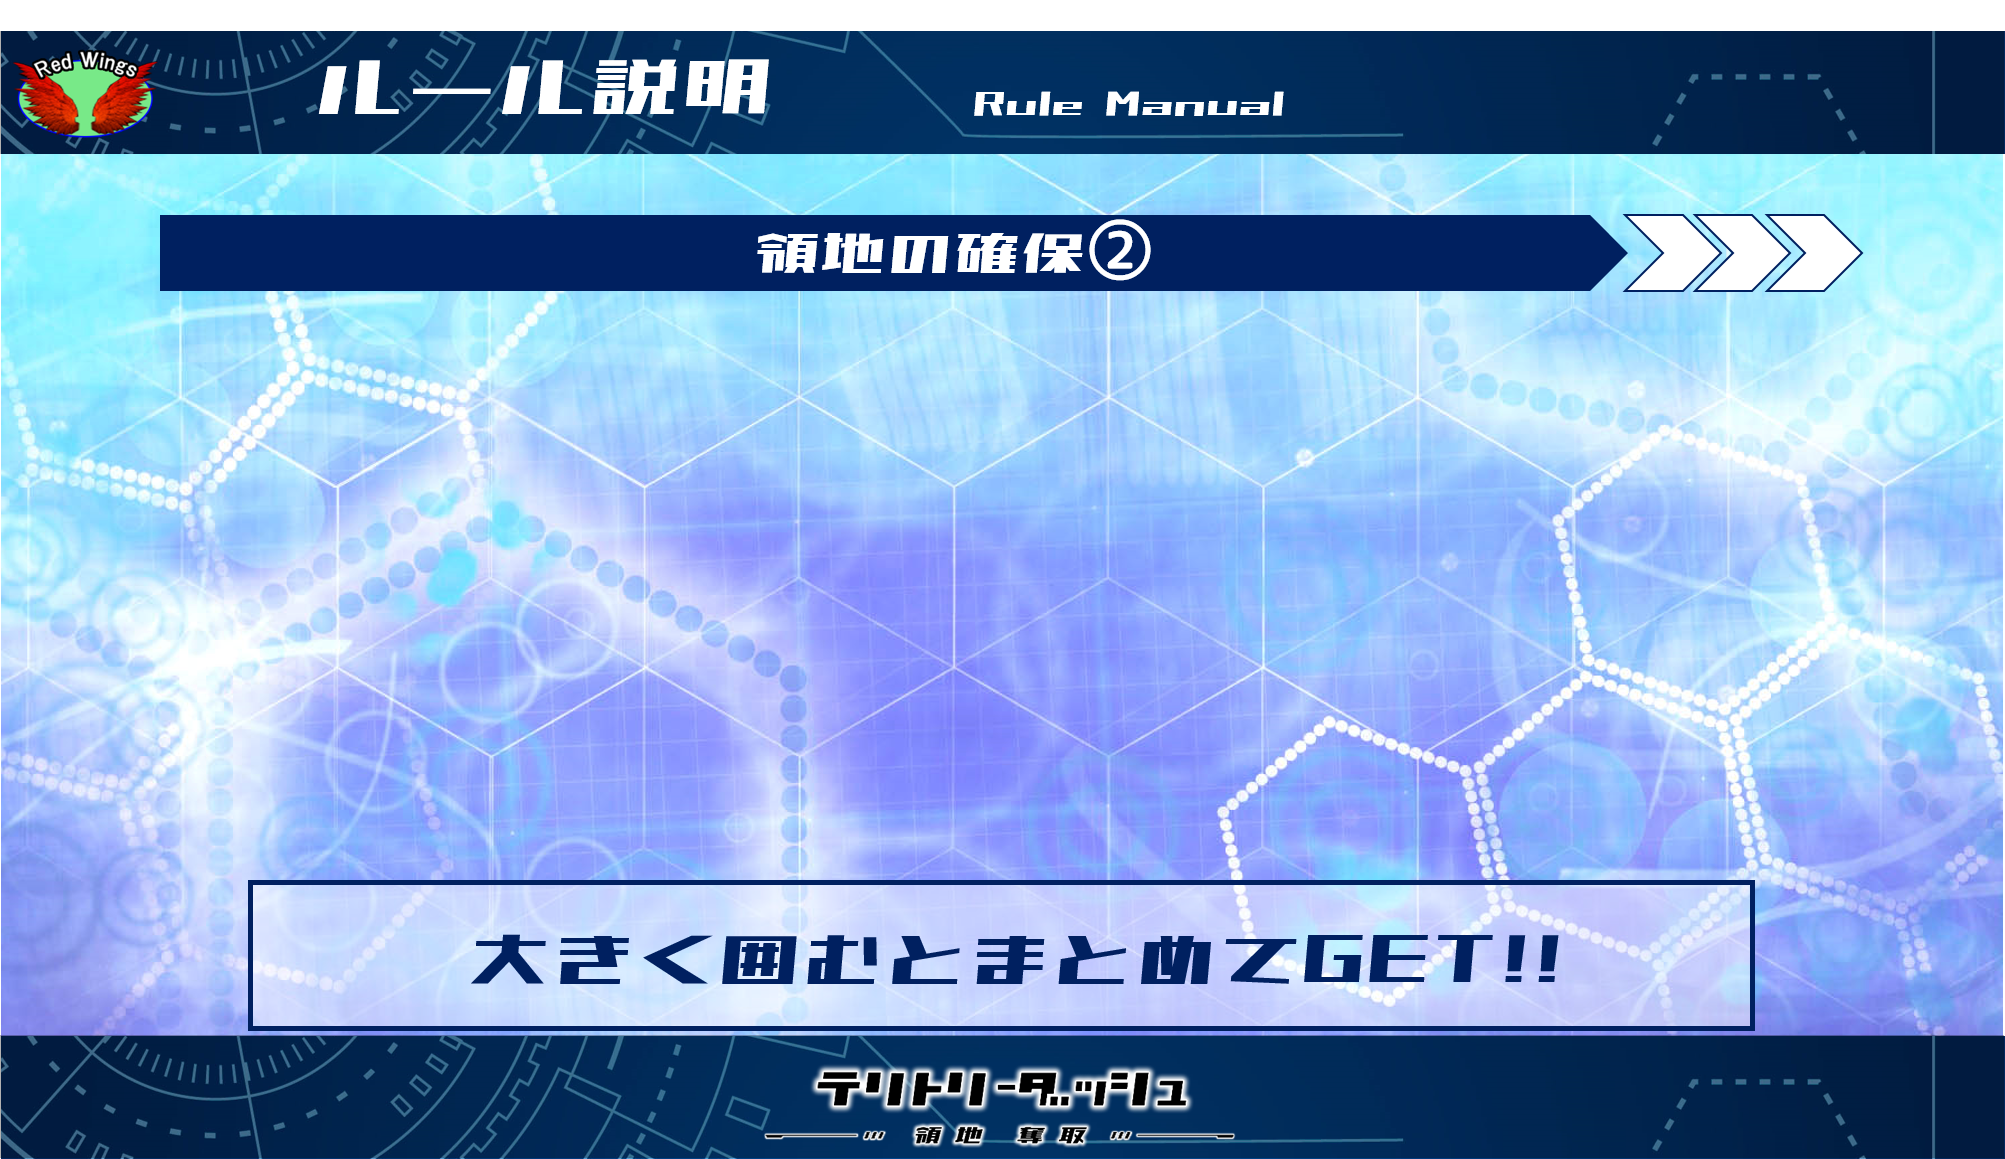 Red Wings
ルール説明
Rule Manual
領地の確保②
大きく囲むとまとめてGET!!
テリトリーダッシュ
領地 奪取